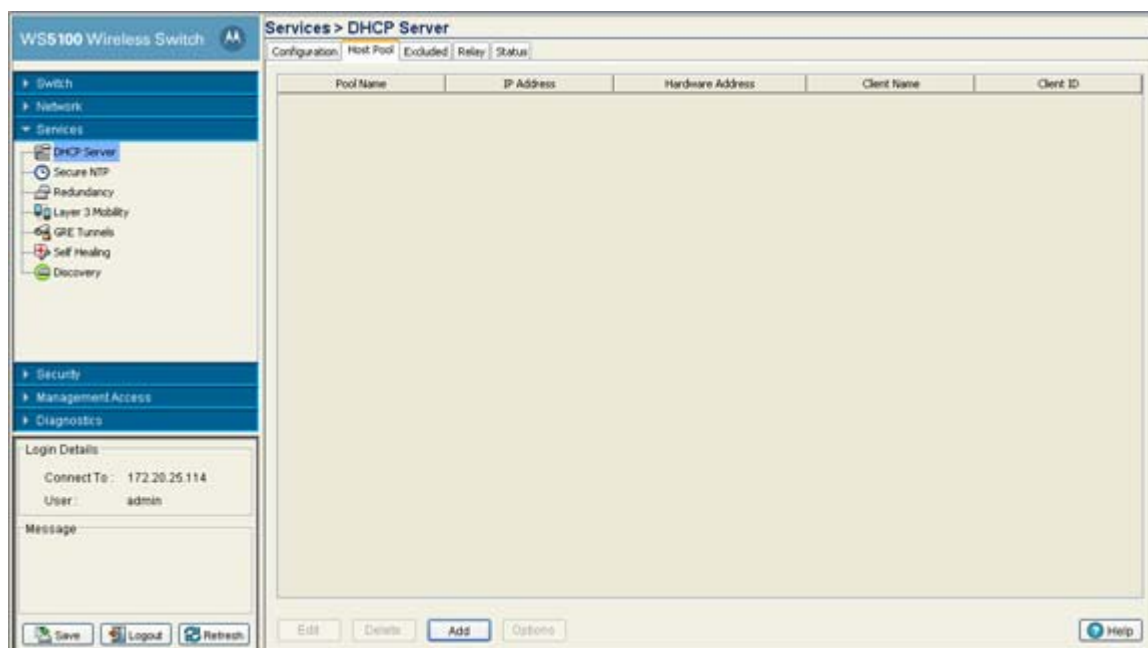 WS5100 Wireless Switch
Services > DHCP Server
Configuration Host Pool Excluded Relay Status
Pool Name IP Address Hardware Address Client Name Client ID
Switch
Network
Services
DHCP Server
Secure NTP
Redundancy
Layer 3 Mobility
GRE Tunnels
Self Healing
Discovery
Security
Management Access
Diagnostics
Login Details
Connect To : 172.20.25.114
User : admin
Message
Save Logout Refresh
Edit Delete Add Options Help